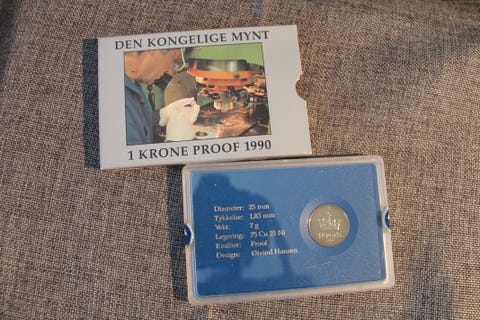 DEN KONGELIGE MYNT
1 KRONE PROOF 1990
Diameter: 25 mm
Tykkelse: 1,83 mm
Vekt: 7 g
Legering: 75 Cu 25 Ni
Kvalitet: Proof
Design: Øivind Hansen